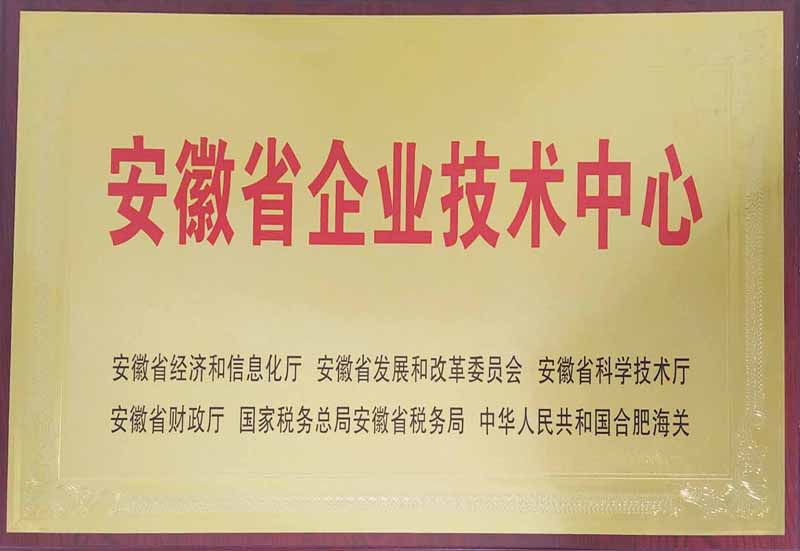 安徽省企业技术中心
安徽省经济和信息化厅 安徽省发展和改革委员会 安徽省科学技术厅
安徽省财政厅 国家税务总局安徽省税务局 中华人民共和国合肥海关